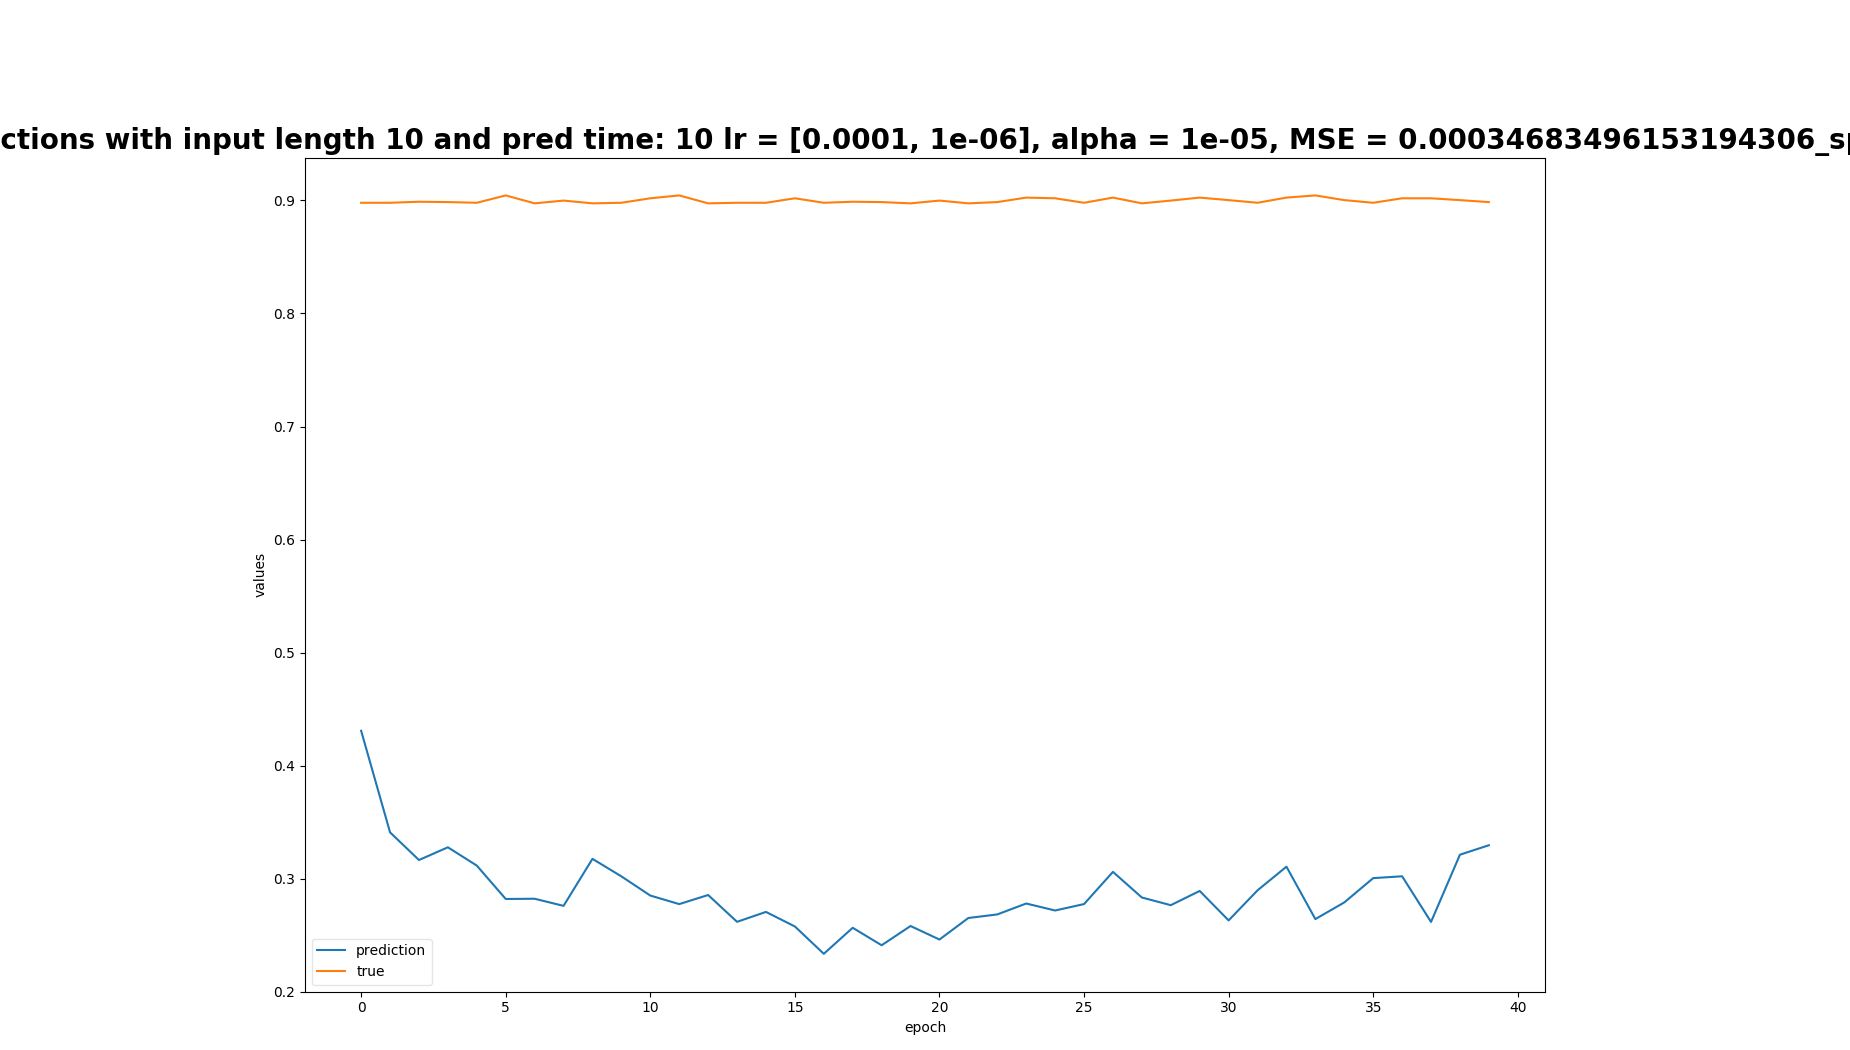 ctions with input length 10 and pred time: 10 lr = [0.0001, 1e-06], alpha = 1e-05, MSE = 0.00034683496153194306_sp
0.9
0.8
0.7
0.6
0.5
0.4
0.3
0.2
values
prediction
true
0 5 10 15 20 25 30 35 40
epoch